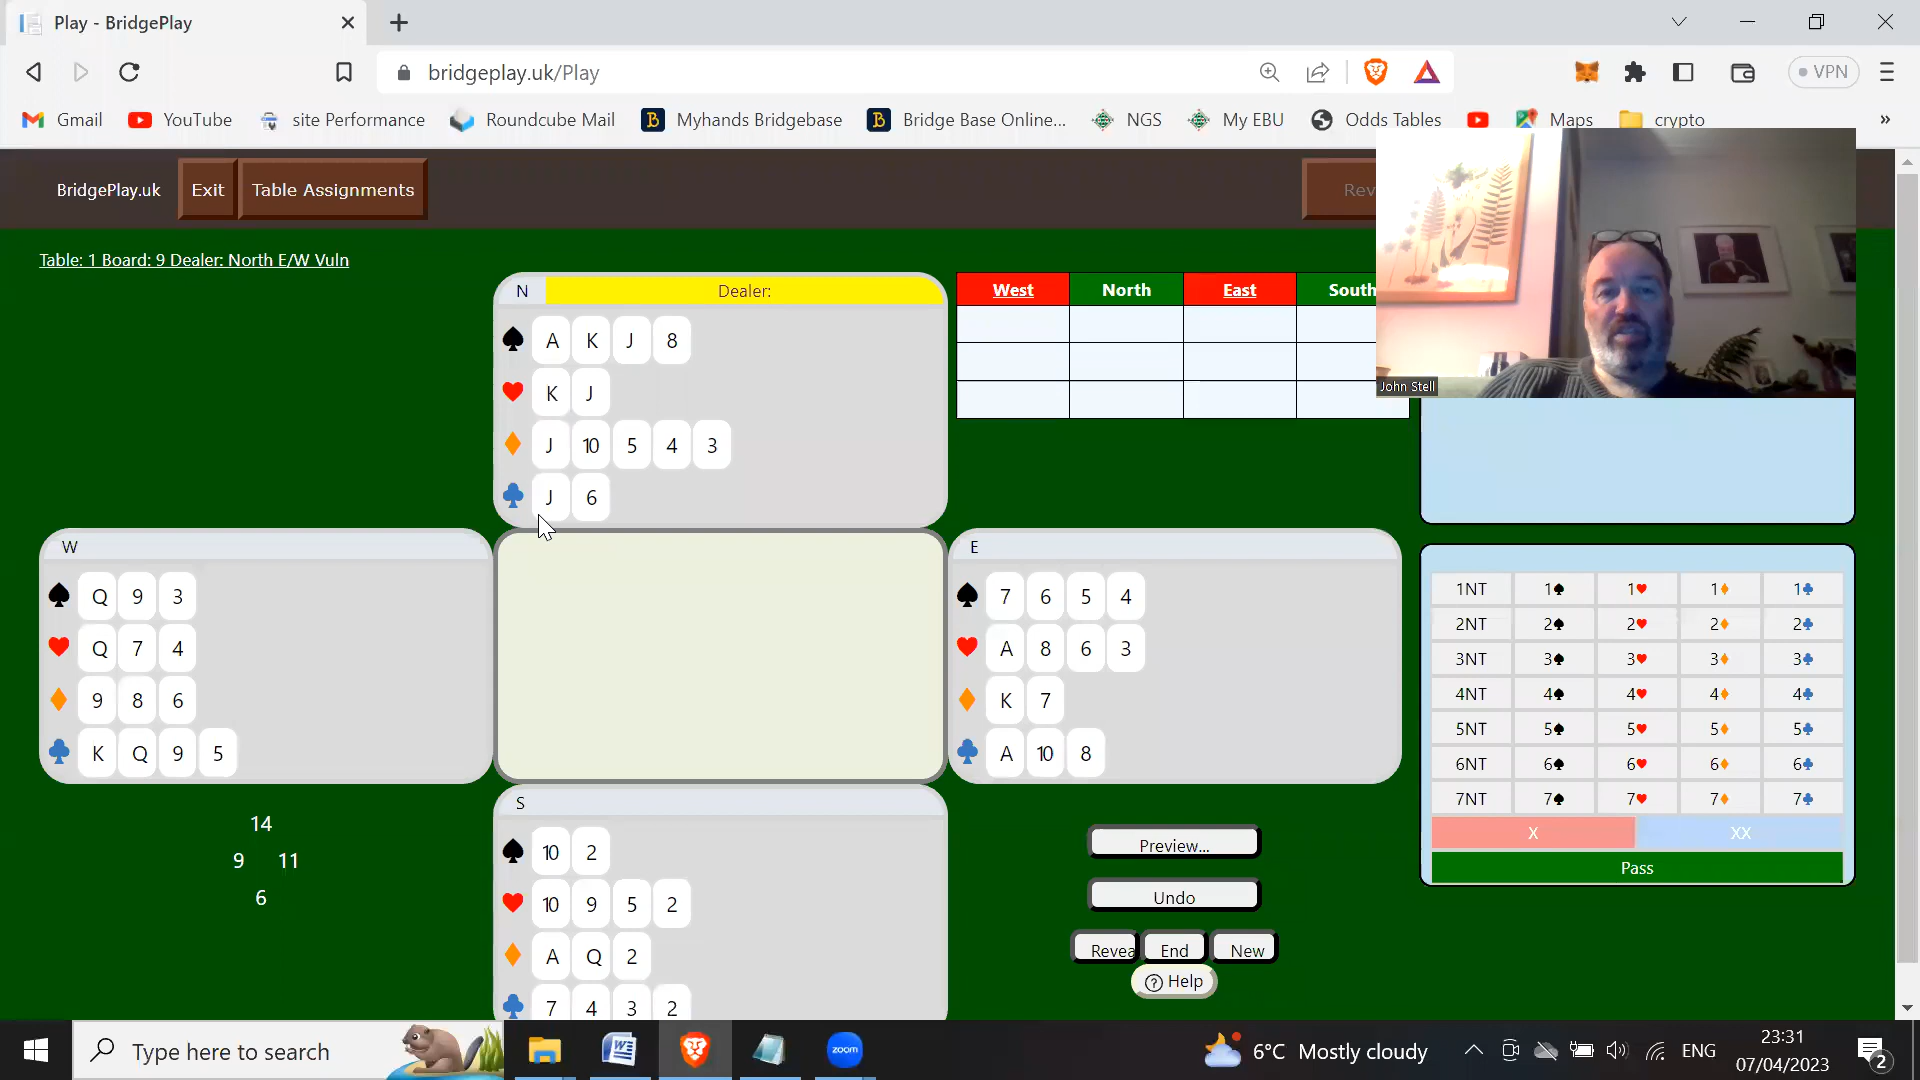 Play - BridgePlay
bridgeplay.uk/Play
VPN
Gmail YouTube site Performance Roundcube Mail Myhands Bridgebase Bridge Base Online... NGS My EBU Odds Tables Maps crypto »
BridgePlay.uk Exit Table Assignments Rev
Table: 1 Board: 9 Dealer: North E/W Vuln
N Dealer:
♠ A K J 8
♥ K J
♦ J 10 5 4 3
♣ J 6
West North East South
John Stell
W
♠ Q 9 3
♥ Q 7 4
♦ 9 8 6
♣ K Q 9 5
E
♠ 7 6 5 4
♥ A 8 6 3
♦ K 7
♣ A 10 8
S
♠ 10 2
♥ 10 9 5 2
♦ A Q 2
♣ 7 4 3 2
14
9 11
6
Preview...
Undo
Revea End New
? Help
1NT 1♠ 1♥ 1♦ 1♣
2NT 2♠ 2♥ 2♦ 2♣
3NT 3♠ 3♥ 3♦ 3♣
4NT 4♠ 4♥ 4♦ 4♣
5NT 5♠ 5♥ 5♦ 5♣
6NT 6♠ 6♥ 6♦ 6♣
7NT 7♠ 7♥ 7♦ 7♣
X XX
Pass
Type here to search
zoom
6°C Mostly cloudy
ENG
23:31
07/04/2023
2